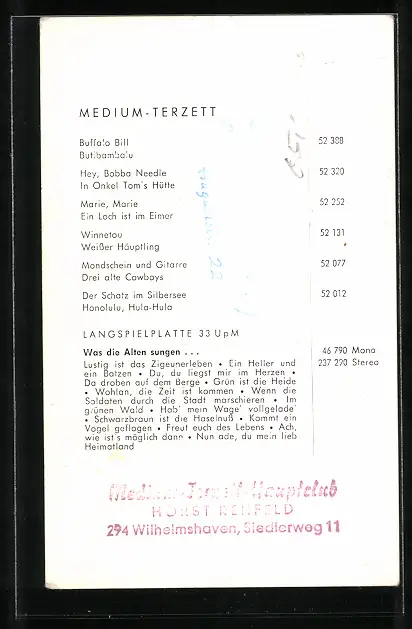 MEDIUM-TERZETT
Buffalo Bill 52 388
Butibambalu
Hey, Bobba Needle 52 320
In Onkel Tom's Hütte
Marie, Marie 52 252
Ein Loch ist im Eimer
Winnetou 52 131
Weißer Häuptling
Mondschein und Gitarre 52 077
Drei alte Cowboys
Der Schatz im Silbersee 52 012
Honolulu, Hula-Hula
LANGSPIELPLATTE 33 UpM
Was die Alten sungen ... 46 790 Mono
Lustig ist das Zigeunerleben • Ein Heller und 237 290 Stereo
ein Batzen • Du, du liegst mir im Herzen •
Da droben auf dem Berge • Grün ist die Heide
• Wohlan, die Zeit ist kommen • Wenn die
Soldaten durch die Stadt marschieren • Im
grünen Wald • Hab' mein Wage' vollgelade'
• Schwarzbraun ist die Haselnuß • Kommt ein
Vogel geflogen • Freut euch des Lebens • Ach,
wie ist's möglich dann • Nun ade, du mein lieb
Heimatland
Medium-Terzett-Hauptclub
HORST
294 Wilhelmshaven, Siedlerweg 11